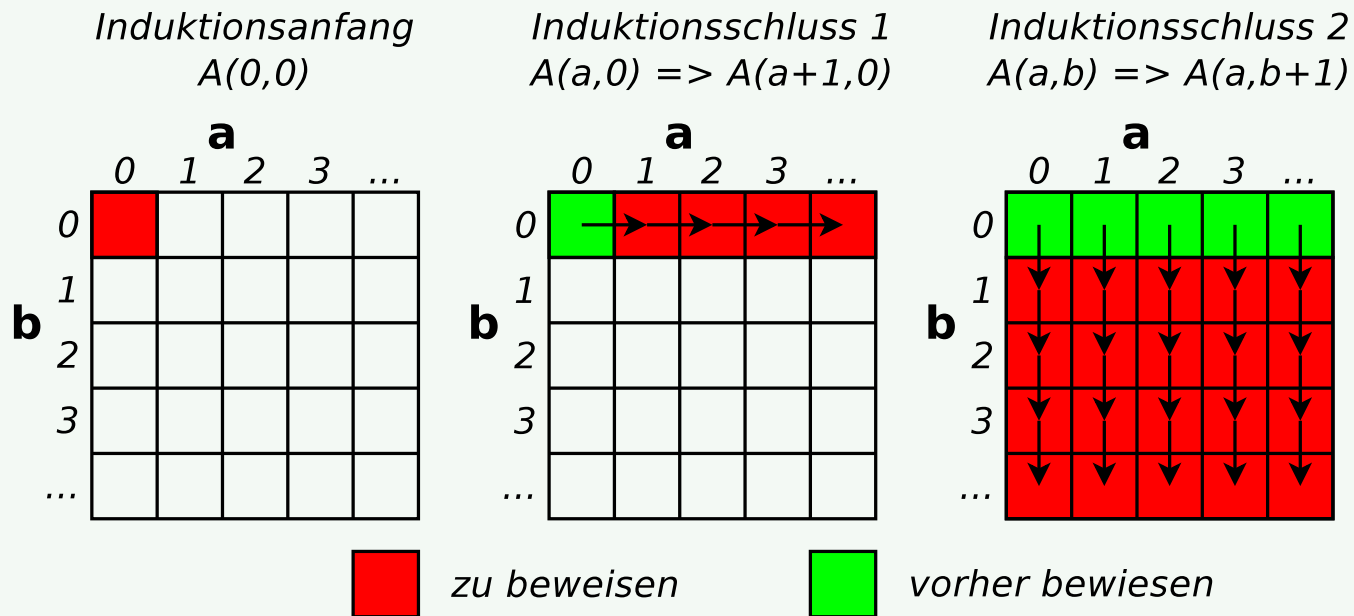 Induktionsanfang
A(0,0)
a
0 1 2 3 ...
b
0
1
2
3
...
Induktionsschluss 1
A(a,0) => A(a+1,0)
a
0 1 2 3 ...
b
0
1
2
3
...
Induktionsschluss 2
A(a,b) => A(a,b+1)
a
0 1 2 3 ...
b
0
1
2
3
...
zu beweisen
vorher bewiesen